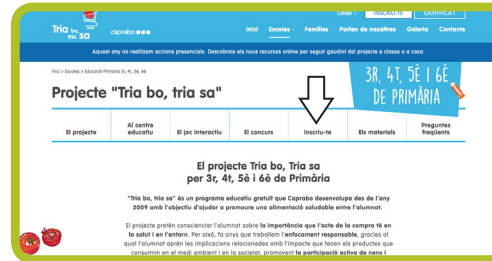 Català
INSCRIU-TE
IDENTIFICA'T
Tria bo,
tria sa
caprabo
Inici Escoles Famílies Parlen de nosaltres Galeria Contacte
Aquest any no realitzem accions presencials. Descobreix els nous recursos online per seguir gaudint del projecte a classe o a casa.
Inici > Escoles > Educació Primària 3r, 4t, 5è, 6è
3R, 4T, 5È I 6È
DE PRIMÀRIA
Projecte "Tria bo, tria sa"
El projecte
Al centre
educatiu
El joc interactiu
El concurs
Inscriu-te
Els materials
Preguntes
freqüents
El projecte Tria bo, Tria sa
per 3r, 4t, 5è i 6è de Primària
"Tria bo, tria sa" és un programa educatiu gratuït que Caprabo desenvolupa des de l'any
2009 amb l'objectiu d'ajudar a promoure una alimentació saludable entre l'alumnat.
El projecte pretén conscienciar l'alumnat sobre la importància que l'acte de la compra té en
la salut i en l'entorn. Per això, fa anys que treballem l'enfocament responsable, gracies al
qual l'alumnat aprèn les implicacions relacionades amb l'impacte que tenen els productes que
consumim en el medi ambient i en la societat, promovent la participació activa de nens i